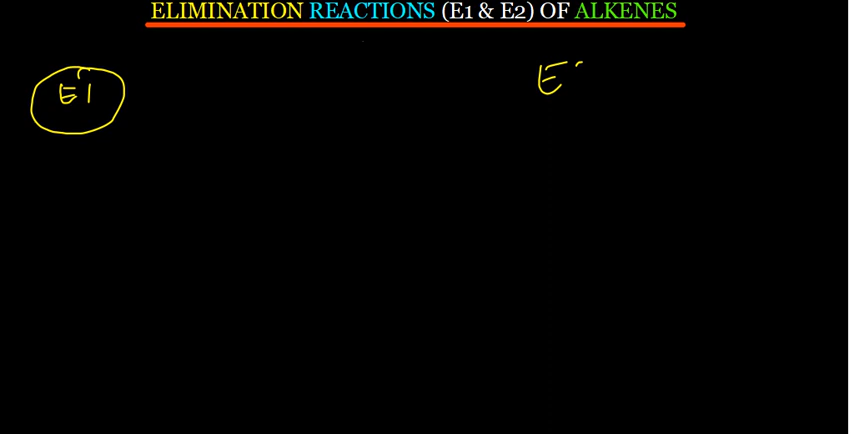 ELIMINATION REACTIONS (E1 & E2) OF ALKENES
E1 E